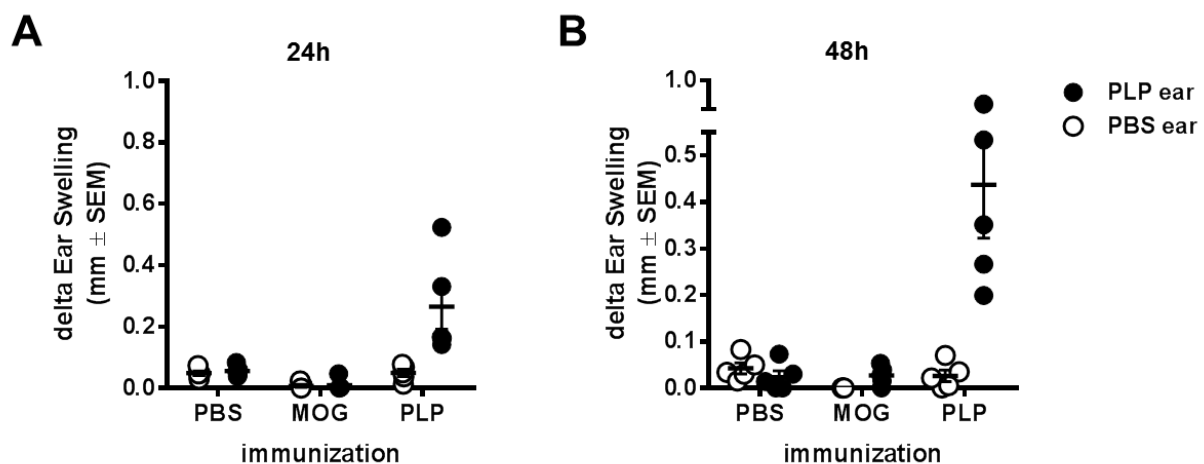 A
24h
1.0
0.8
0.6
0.4
0.2
0.0
delta Ear Swelling
(mm ± SEM)
PBS MOG PLP
immunization
B
48h
1.0
0.5
0.4
0.3
0.2
0.1
0.0
delta Ear Swelling
(mm ± SEM)
PBS MOG PLP
immunization
PLP ear
PBS ear